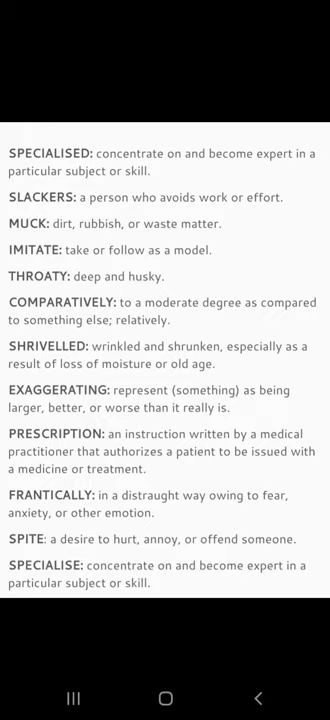 SPECIALISED: concentrate on and become expert in a
particular subject or skill.
SLACKERS: a person who avoids work or effort.
MUCK: dirt, rubbish, or waste matter.
IMITATE: take or follow as a model.
THROATY: deep and husky.
COMPARATIVELY: to a moderate degree as compared
to something else; relatively.
SHRIVELLED: wrinkled and shrunken, especially as a
result of loss of moisture or old age.
EXAGGERATING: represent (something) as being
larger, better, or worse than it really is.
PRESCRIPTION: an instruction written by a medical
practitioner that authorizes a patient to be issued with
a medicine or treatment.
FRANTICALLY: in a distraught way owing to fear,
anxiety, or other emotion.
SPITE: a desire to hurt, annoy, or offend someone.
SPECIALISE: concentrate on and become expert in a
particular subject or skill.